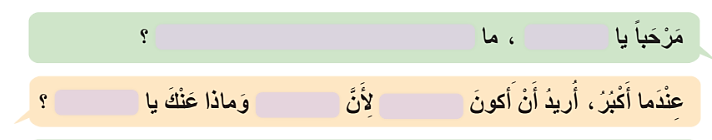 مَرْحَباً يا ، ما ؟
عِنْدَما أَكْبُرُ، أُريدُ أَنْ أَكونَ لِأَنَّ وَماذا عَنْكَ يا ؟